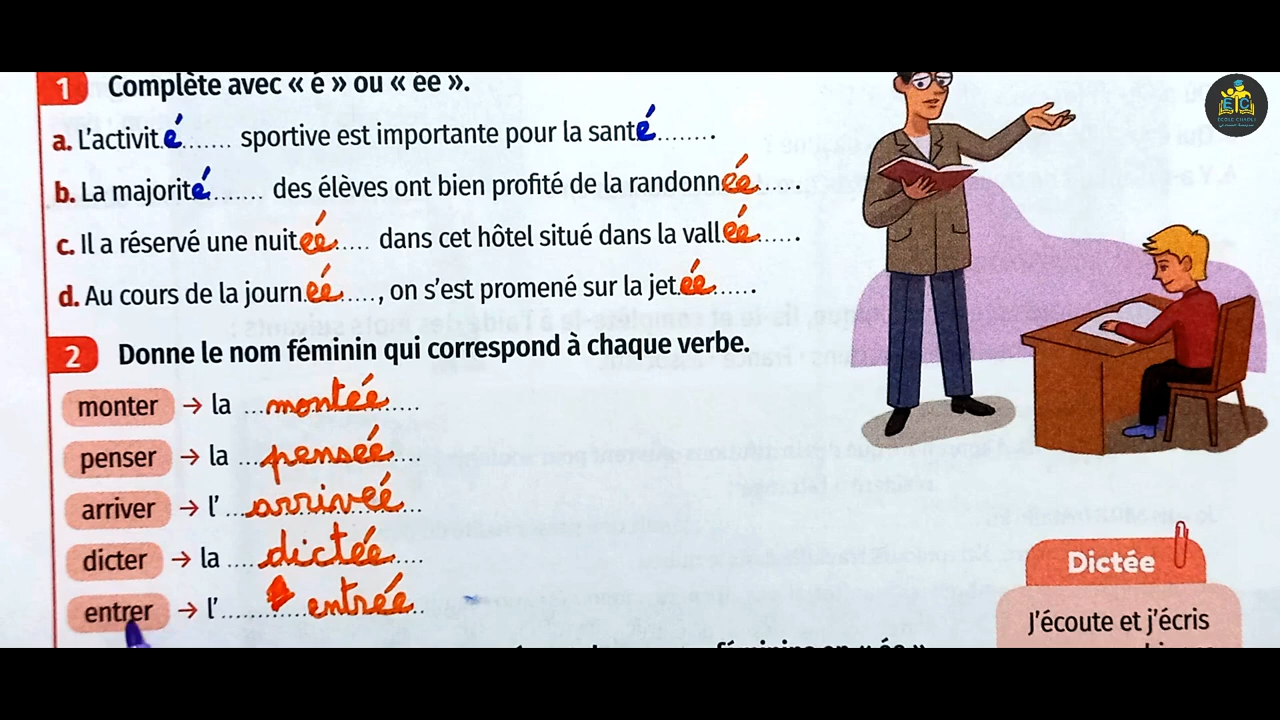 1 Complète avec « é » ou « ée ».
a. L'activité........ sportive est importante pour la santé........
b. La majorité........ des élèves ont bien profité de la randonnée.....
c. Il a réservé une nuitée.... dans cet hôtel situé dans la vallée.....
d. Au cours de la journée....., on s'est promené sur la jetée.....
2 Donne le nom féminin qui correspond à chaque verbe.
monter → la montée
penser → la pensée
arriver → l'arrivée
dicter → la dictée
entrer → l' entrée
Dictée
J'écoute et j'écris